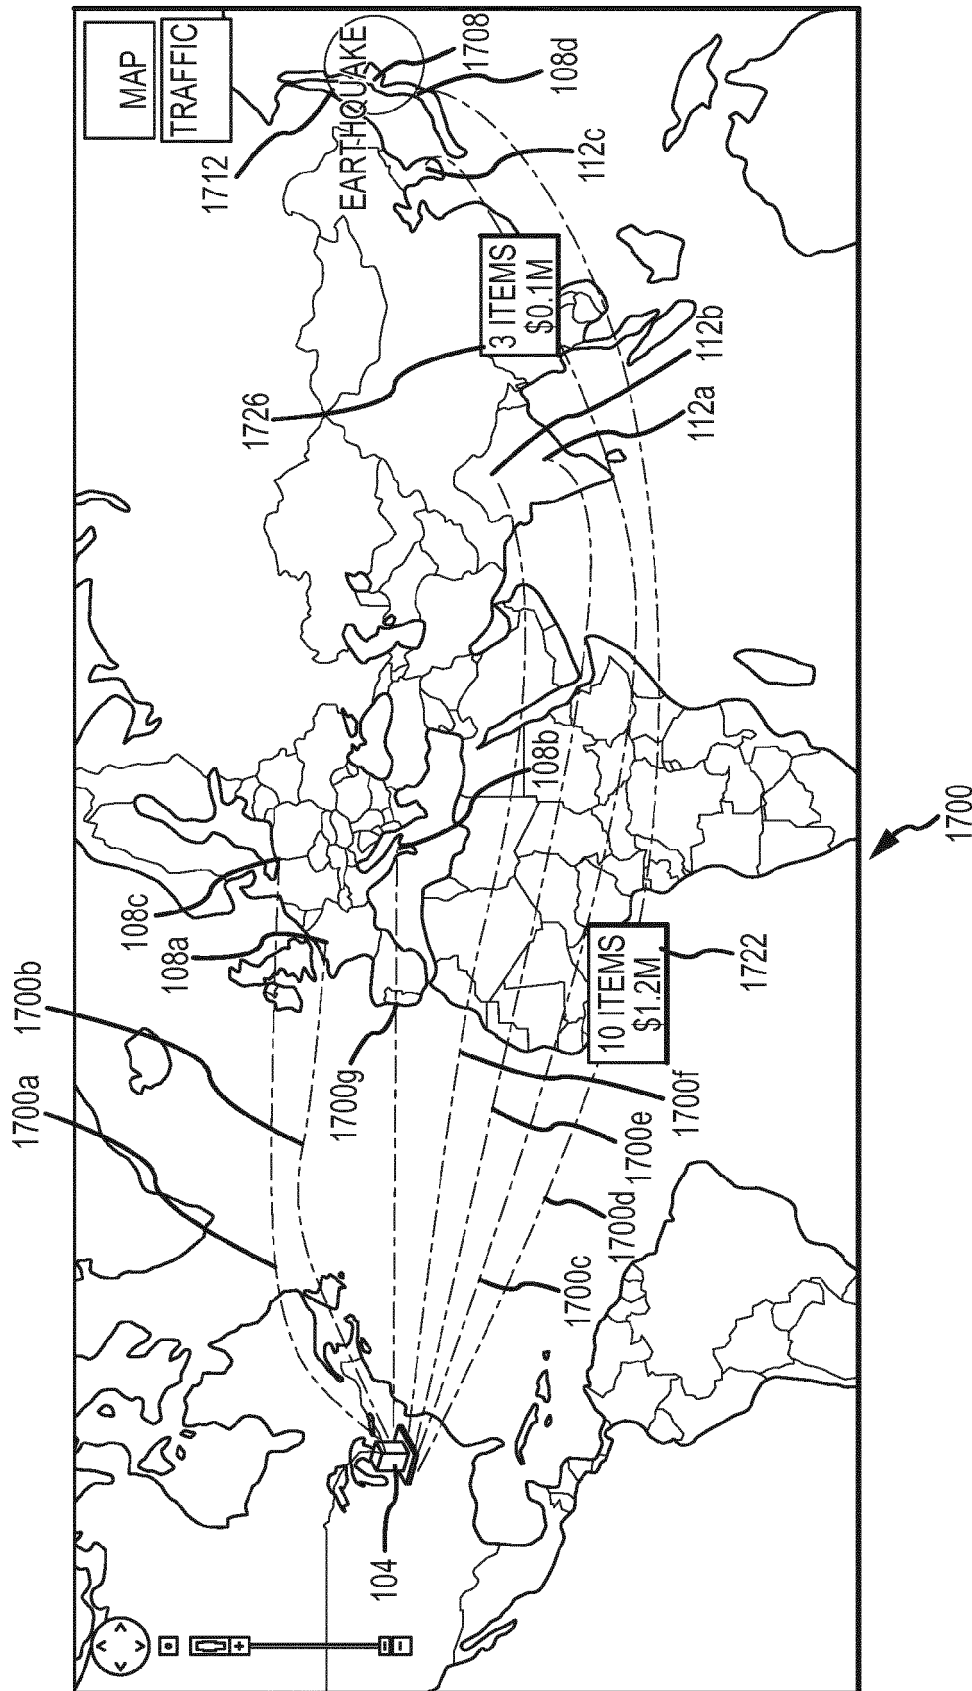 MAP
TRAFFIC
1712
EARTHQUAKE
1708
108d
112c
3 ITEMS
$0.1M
1726
112b
112a
108b
108c
108a
1700b
1700a
1700g
10 ITEMS
$1.2M
1722
1700f
1700e
1700d
1700c
104
1700